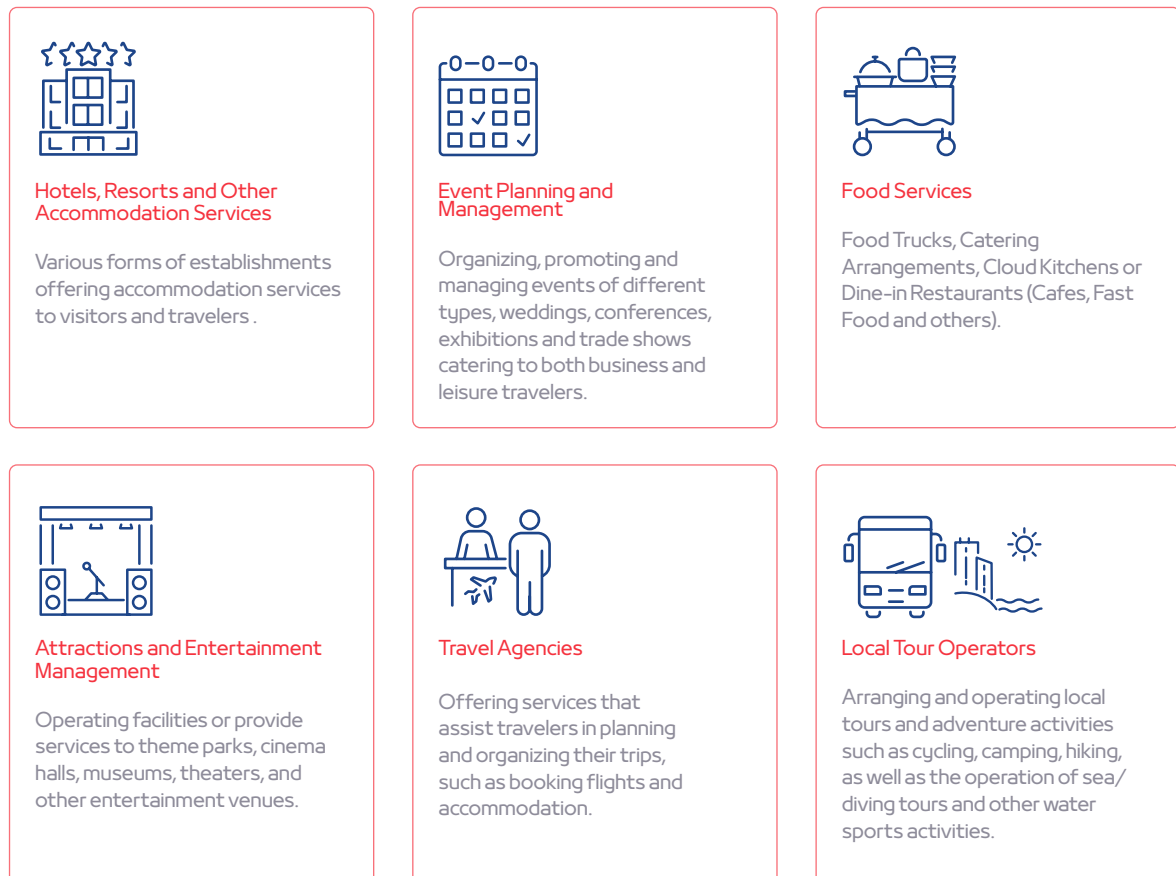 Hotels, Resorts and Other
Accommodation Services
Various forms of establishments
offering accommodation services
to visitors and travelers .
Event Planning and
Management
Organizing, promoting and
managing events of different
types, weddings, conferences,
exhibitions and trade shows
catering to both business and
leisure travelers.
Food Services
Food Trucks, Catering
Arrangements, Cloud Kitchens or
Dine-in Restaurants (Cafes, Fast
Food and others).
Attractions and Entertainment
Management
Operating facilities or provide
services to theme parks, cinema
halls, museums, theaters, and
other entertainment venues.
Travel Agencies
Offering services that
assist travelers in planning
and organizing their trips,
such as booking flights and
accommodation.
Local Tour Operators
Arranging and operating local
tours and adventure activities
such as cycling, camping, hiking,
as well as the operation of sea/
diving tours and other water
sports activities.